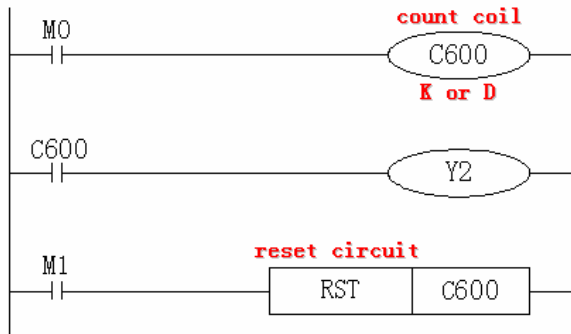 count coil
M0
C600
K or D
C600
Y2
reset circuit
M1
RST C600